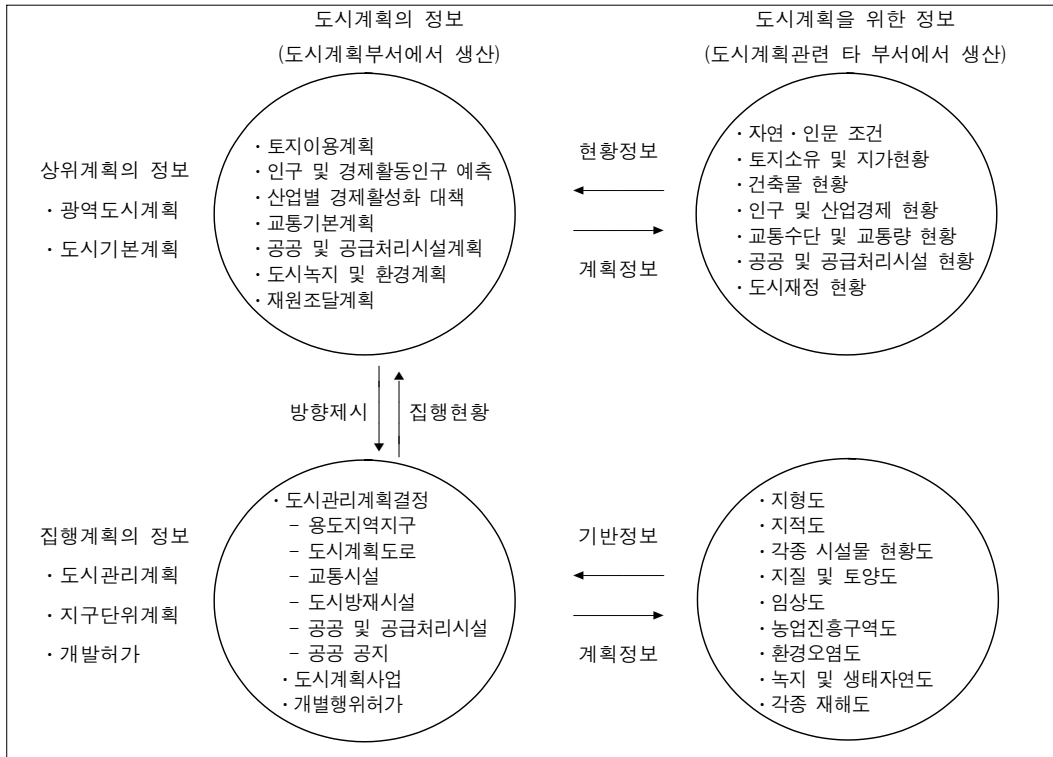 도시계획의 정보
(도시계획부서에서 생산)
도시계획을 위한 정보
(도시계획관련 타 부서에서 생산)
상위계획의 정보
· 광역도시계획
· 도시기본계획
· 토지이용계획
· 인구 및 경제활동인구 예측
· 산업별 경제활성화 대책
· 교통기본계획
· 공공 및 공급처리시설계획
· 도시녹지 및 환경계획
· 재원조달계획
현황정보
계획정보
· 자연 · 인문 조건
· 토지소유 및 지가현황
· 건축물 현황
· 인구 및 산업경제 현황
· 교통수단 및 교통량 현황
· 공공 및 공급처리시설 현황
· 도시재정 현황
방향제시
집행현황
집행계획의 정보
· 도시관리계획
· 지구단위계획
· 개발허가
· 도시관리계획결정
- 용도지역지구
- 도시계획도로
- 교통시설
- 도시방재시설
- 공공 및 공급처리시설
- 공공 공지
· 도시계획사업
· 개별행위허가
기반정보
계획정보
· 지형도
· 지적도
· 각종 시설물 현황도
· 지질 및 토양도
· 임상도
· 농업진흥구역도
· 환경오염도
· 녹지 및 생태자연도
· 각종 재해도